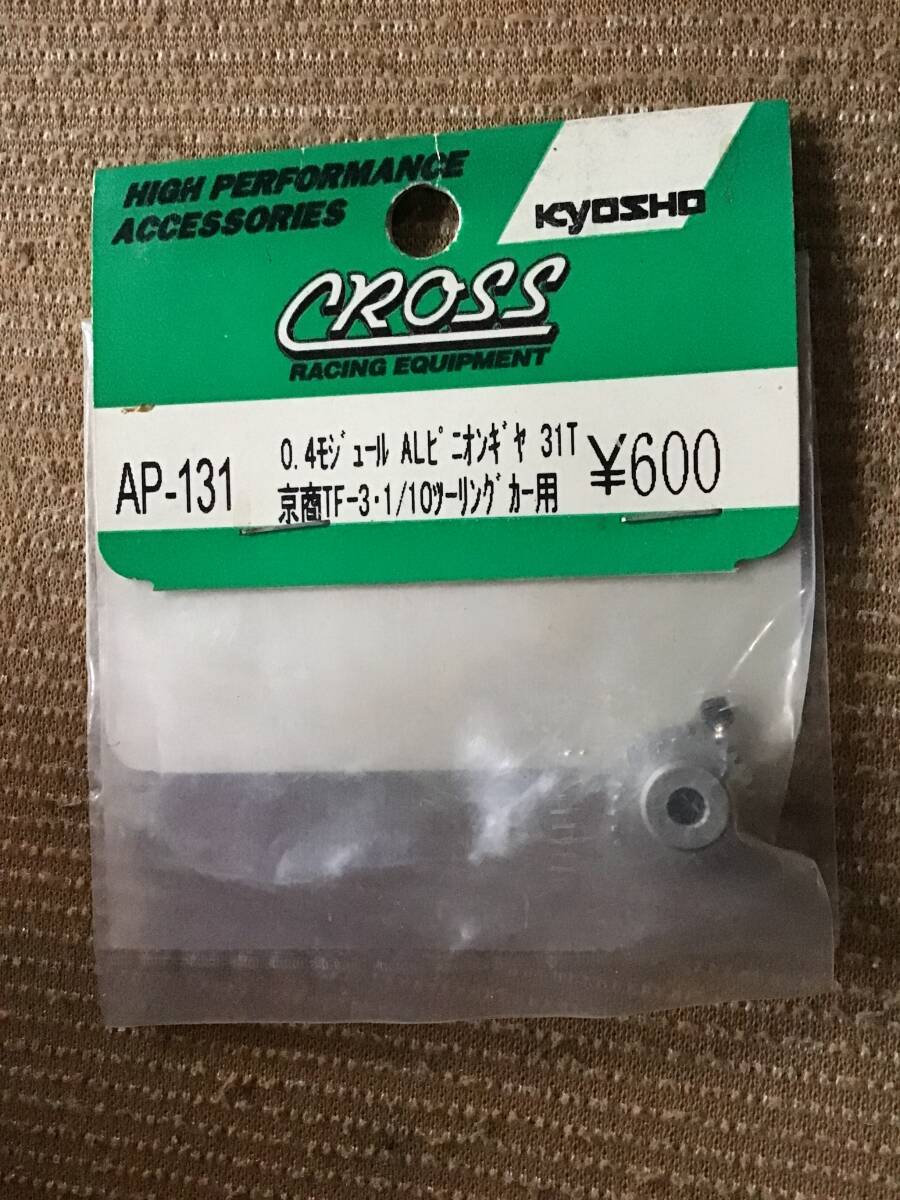 HIGH PERFORMANCE
ACCESSORIES
KYOSHO
CROSS
RACING EQUIPMENT
AP-131
0.4ﾓｼﾞｭｰﾙ ALﾋﾟﾆｵﾝｷﾞﾔ 31T
京商TF-3･1/10ﾂｰﾘﾝｸﾞｶｰ用
¥600